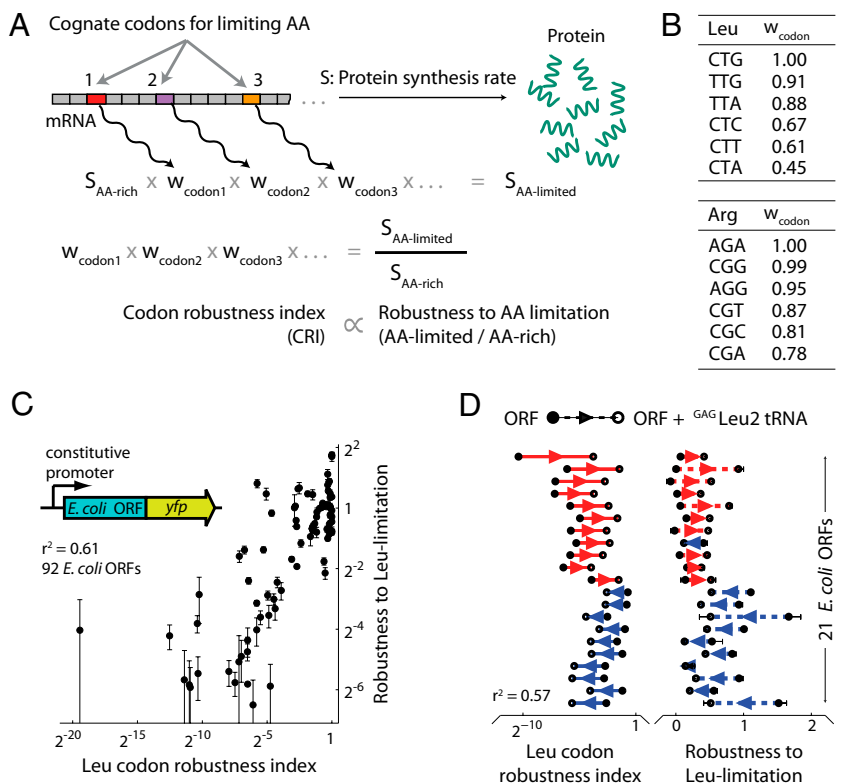 A
Cognate codons for limiting AA
1 2 3
mRNA
...
S: Protein synthesis rate
Protein
S_AA-rich x w_codon1 x w_codon2 x w_codon3 x ... = S_AA-limited
w_codon1 x w_codon2 x w_codon3 x ... = S_AA-limited
S_AA-rich
Codon robustness index
(CRI)
∝
Robustness to AA limitation
(AA-limited / AA-rich)
B
Leu w_codon
CTG 1.00
TTG 0.91
TTA 0.88
CTC 0.67
CTT 0.61
CTA 0.45
Arg w_codon
AGA 1.00
CGG 0.99
AGG 0.95
CGT 0.87
CGC 0.81
CGA 0.78
C
constitutive
promoter
E. coli ORF yfp
r² = 0.61
92 E. coli ORFs
2²
1
2⁻²
2⁻⁴
2⁻⁶
Robustness to Leu-limitation
2⁻²⁰ 2⁻¹⁵ 2⁻¹⁰ 2⁻⁵ 1
Leu codon robustness index
D
ORF ORF + ᴳᴬᴳLeu2 tRNA
21 E. coli ORFs
r² = 0.57
2⁻¹⁰ 1
Leu codon
robustness index
0 1 2
Robustness to
Leu-limitation